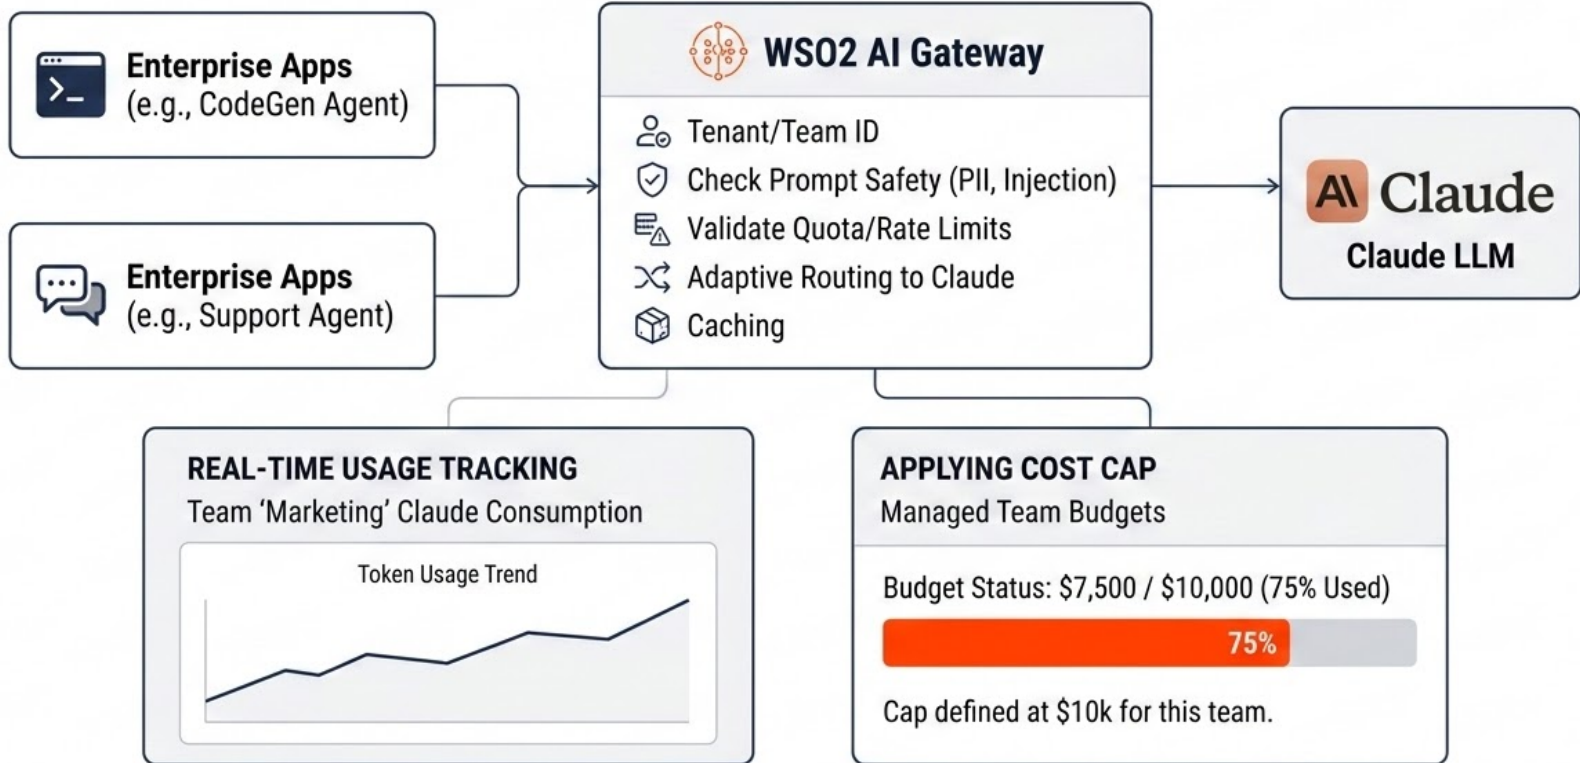 Enterprise Apps
(e.g., CodeGen Agent)
Enterprise Apps
(e.g., Support Agent)
WSO2 AI Gateway
Tenant/Team ID
Check Prompt Safety (PII, Injection)
Validate Quota/Rate Limits
Adaptive Routing to Claude
Caching
A\ Claude
Claude LLM
REAL-TIME USAGE TRACKING
Team ‘Marketing’ Claude Consumption
Token Usage Trend
APPLYING COST CAP
Managed Team Budgets
Budget Status: $7,500 / $10,000 (75% Used)
75%
Cap defined at $10k for this team.